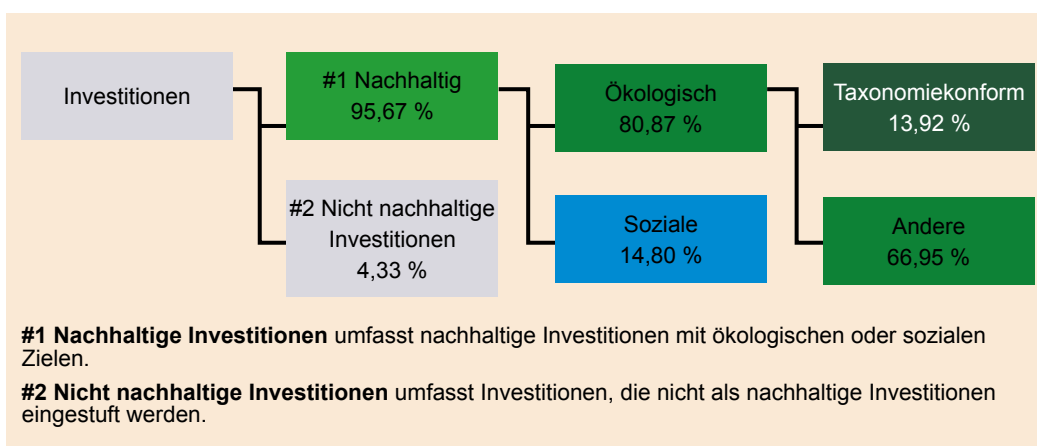 Investitionen
#1 Nachhaltig
95,67 %
Ökologisch
80,87 %
Taxonomiekonform
13,92 %
#2 Nicht nachhaltige
Investitionen
4,33 %
Soziale
14,80 %
Andere
66,95 %
#1 Nachhaltige Investitionen umfasst nachhaltige Investitionen mit ökologischen oder sozialen
Zielen.
#2 Nicht nachhaltige Investitionen umfasst Investitionen, die nicht als nachhaltige Investitionen
eingestuft werden.